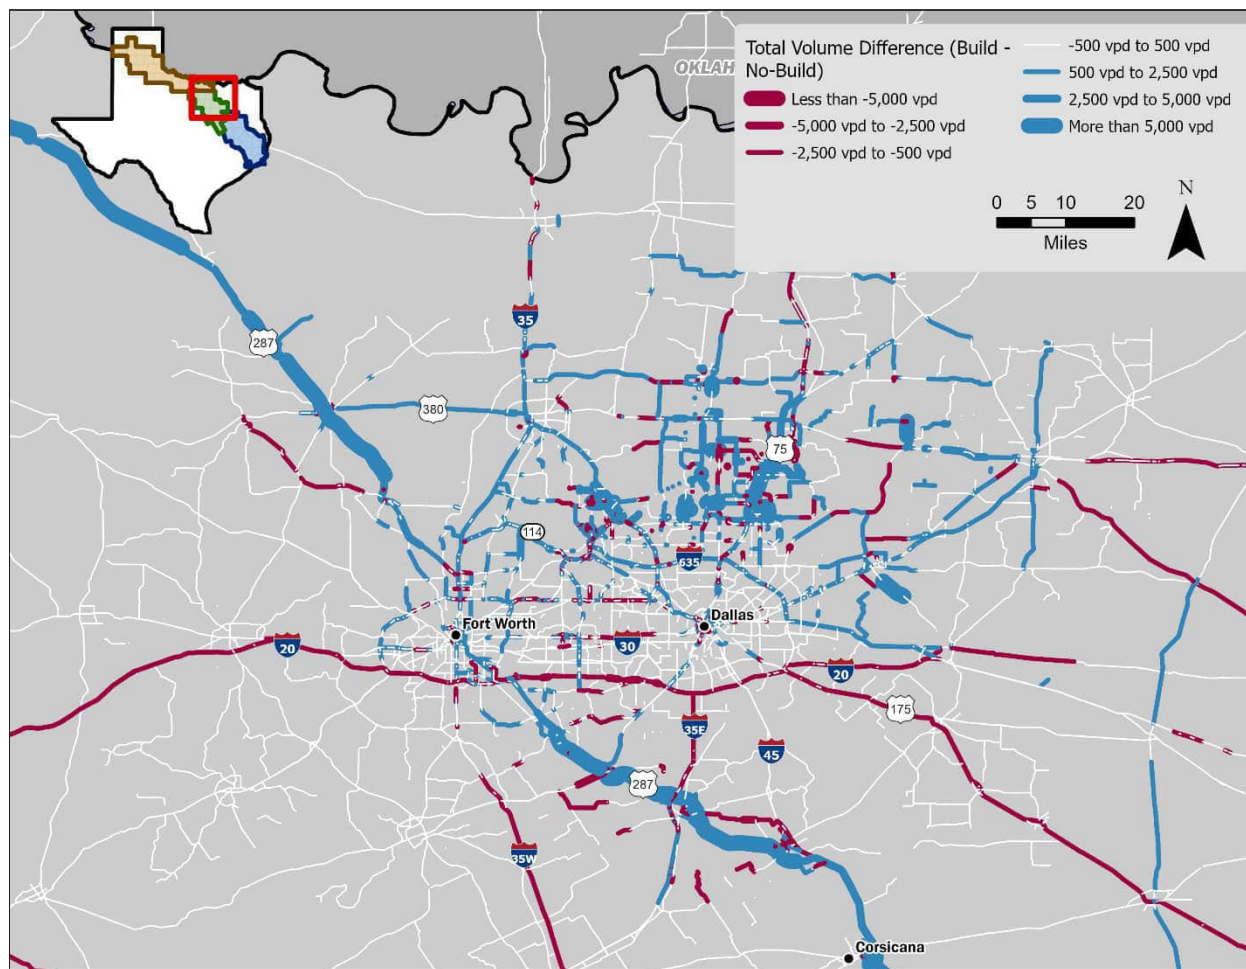 OKLAH
Total Volume Difference (Build -
No-Build)
Less than -5,000 vpd
-5,000 vpd to -2,500 vpd
-2,500 vpd to -500 vpd
-500 vpd to 500 vpd
500 vpd to 2,500 vpd
2,500 vpd to 5,000 vpd
More than 5,000 vpd
0 5 10 20
Miles
N
35
287
380
75
114
635
Dallas
Fort Worth
30
20
20
175
35E
45
287
35W
Corsicana